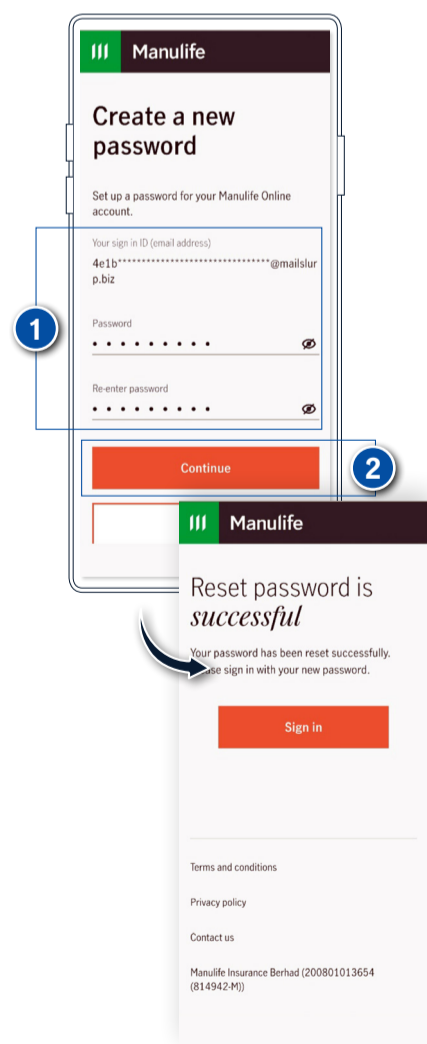 Manulife
Create a new
password
Set up a password for your Manulife Online
account.
Your sign in ID (email address)
4e1b********************************@mailslur
p.biz
1
Password
• • • • • • • • •
Re-enter password
• • • • • • • • •
Continue
2
Manulife
Reset password is
successful
Your password has been reset successfully.
sign in with your new password.
Sign in
Terms and conditions
Privacy policy
Contact us
Manulife Insurance Berhad (200801013654
(814942-M))